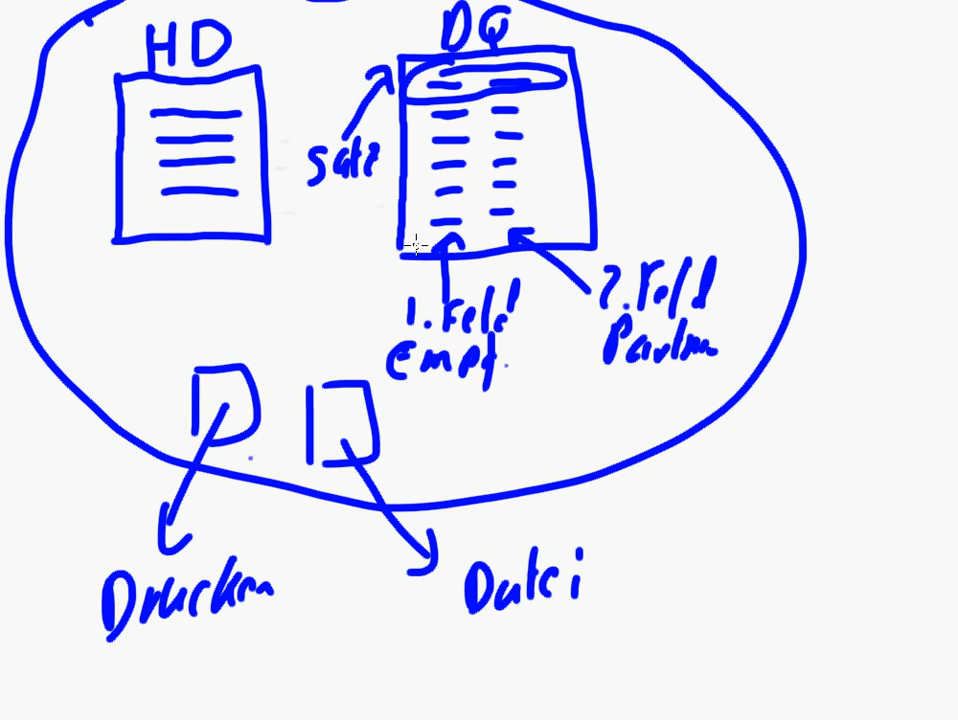 HD
DQ
Satz
1. Feld
Empf.
2. Feld
Drucken
Datei